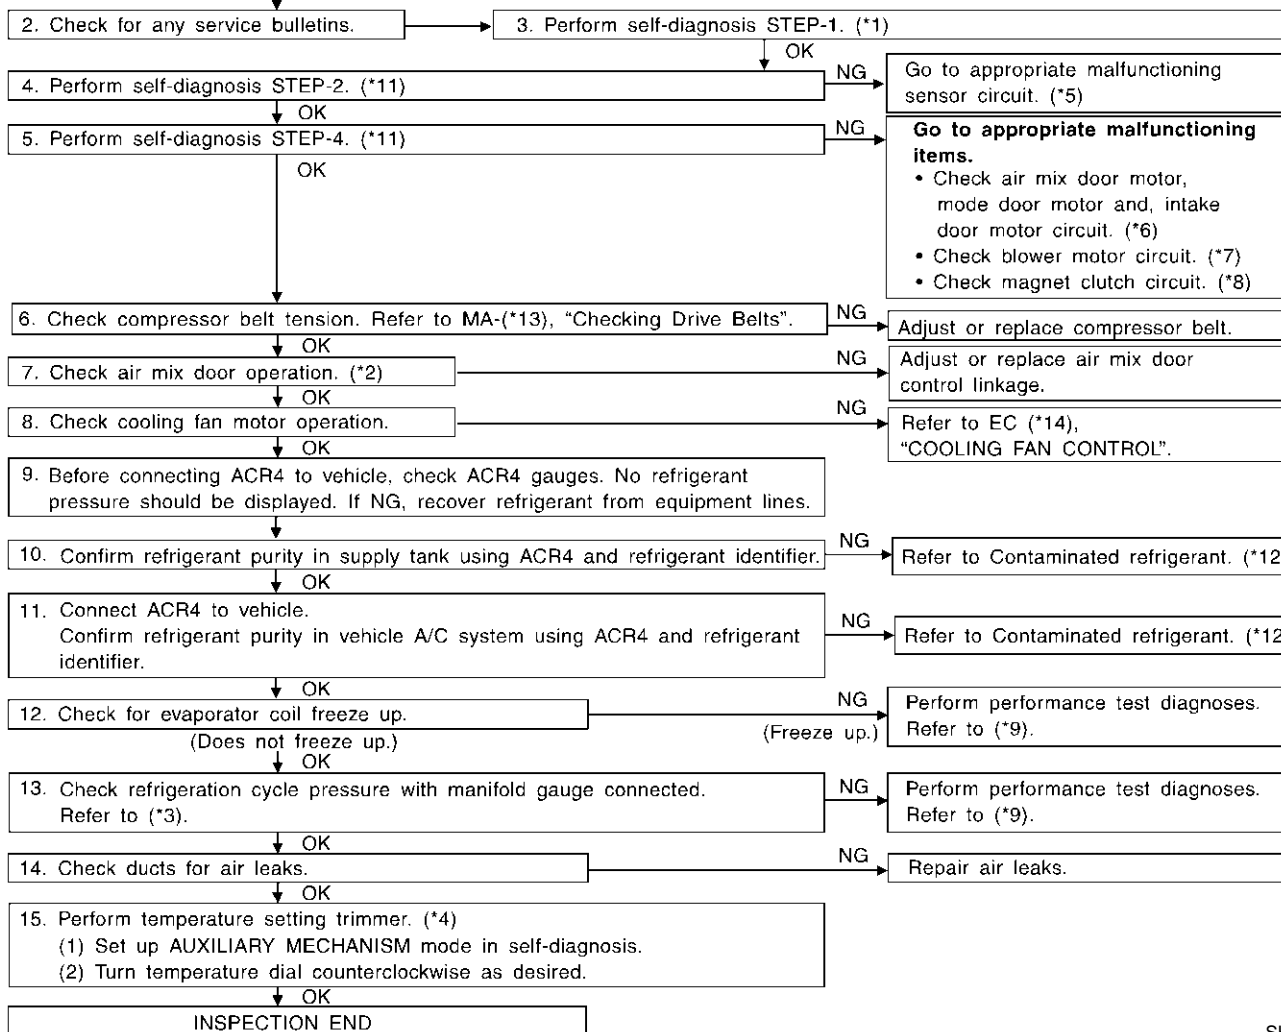 2. Check for any service bulletins.
3. Perform self-diagnosis STEP-1. (*1)
OK
4. Perform self-diagnosis STEP-2. (*11)
NG
Go to appropriate malfunctioning
sensor circuit. (*5)
OK
5. Perform self-diagnosis STEP-4. (*11)
NG
Go to appropriate malfunctioning
items.
• Check air mix door motor,
mode door motor and, intake
door motor circuit. (*6)
• Check blower motor circuit. (*7)
• Check magnet clutch circuit. (*8)
OK
6. Check compressor belt tension. Refer to MA-(*13), “Checking Drive Belts”.
NG
Adjust or replace compressor belt.
OK
7. Check air mix door operation. (*2)
NG
Adjust or replace air mix door
control linkage.
OK
8. Check cooling fan motor operation.
NG
Refer to EC (*14),
“COOLING FAN CONTROL”.
OK
9. Before connecting ACR4 to vehicle, check ACR4 gauges. No refrigerant
pressure should be displayed. If NG, recover refrigerant from equipment lines.
10. Confirm refrigerant purity in supply tank using ACR4 and refrigerant identifier.
NG
Refer to Contaminated refrigerant. (*12
OK
11. Connect ACR4 to vehicle.
Confirm refrigerant purity in vehicle A/C system using ACR4 and refrigerant
identifier.
NG
Refer to Contaminated refrigerant. (*12
OK
12. Check for evaporator coil freeze up.
NG
(Freeze up.)
Perform performance test diagnoses.
Refer to (*9).
(Does not freeze up.)
OK
13. Check refrigeration cycle pressure with manifold gauge connected.
Refer to (*3).
NG
Perform performance test diagnoses.
Refer to (*9).
OK
14. Check ducts for air leaks.
NG
Repair air leaks.
OK
15. Perform temperature setting trimmer. (*4)
(1) Set up AUXILIARY MECHANISM mode in self-diagnosis.
(2) Turn temperature dial counterclockwise as desired.
OK
INSPECTION END